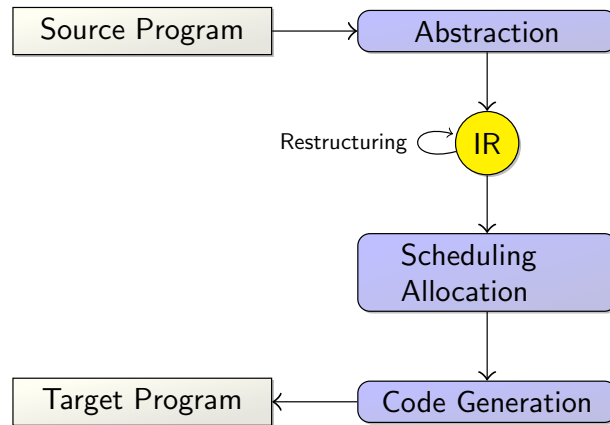 Source Program
Abstraction
Restructuring
IR
Scheduling
Allocation
Target Program
Code Generation